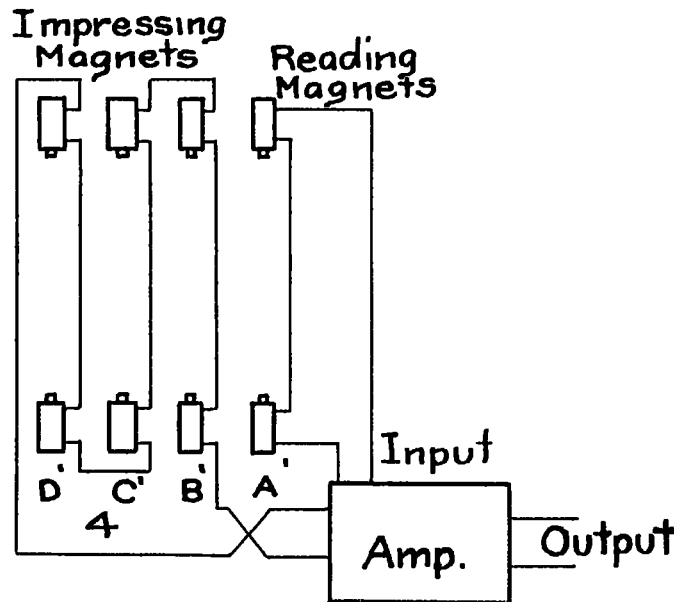 Impressing
Magnets
Reading
Magnets
Input
D' C' B' A'
4
Amp.
Output